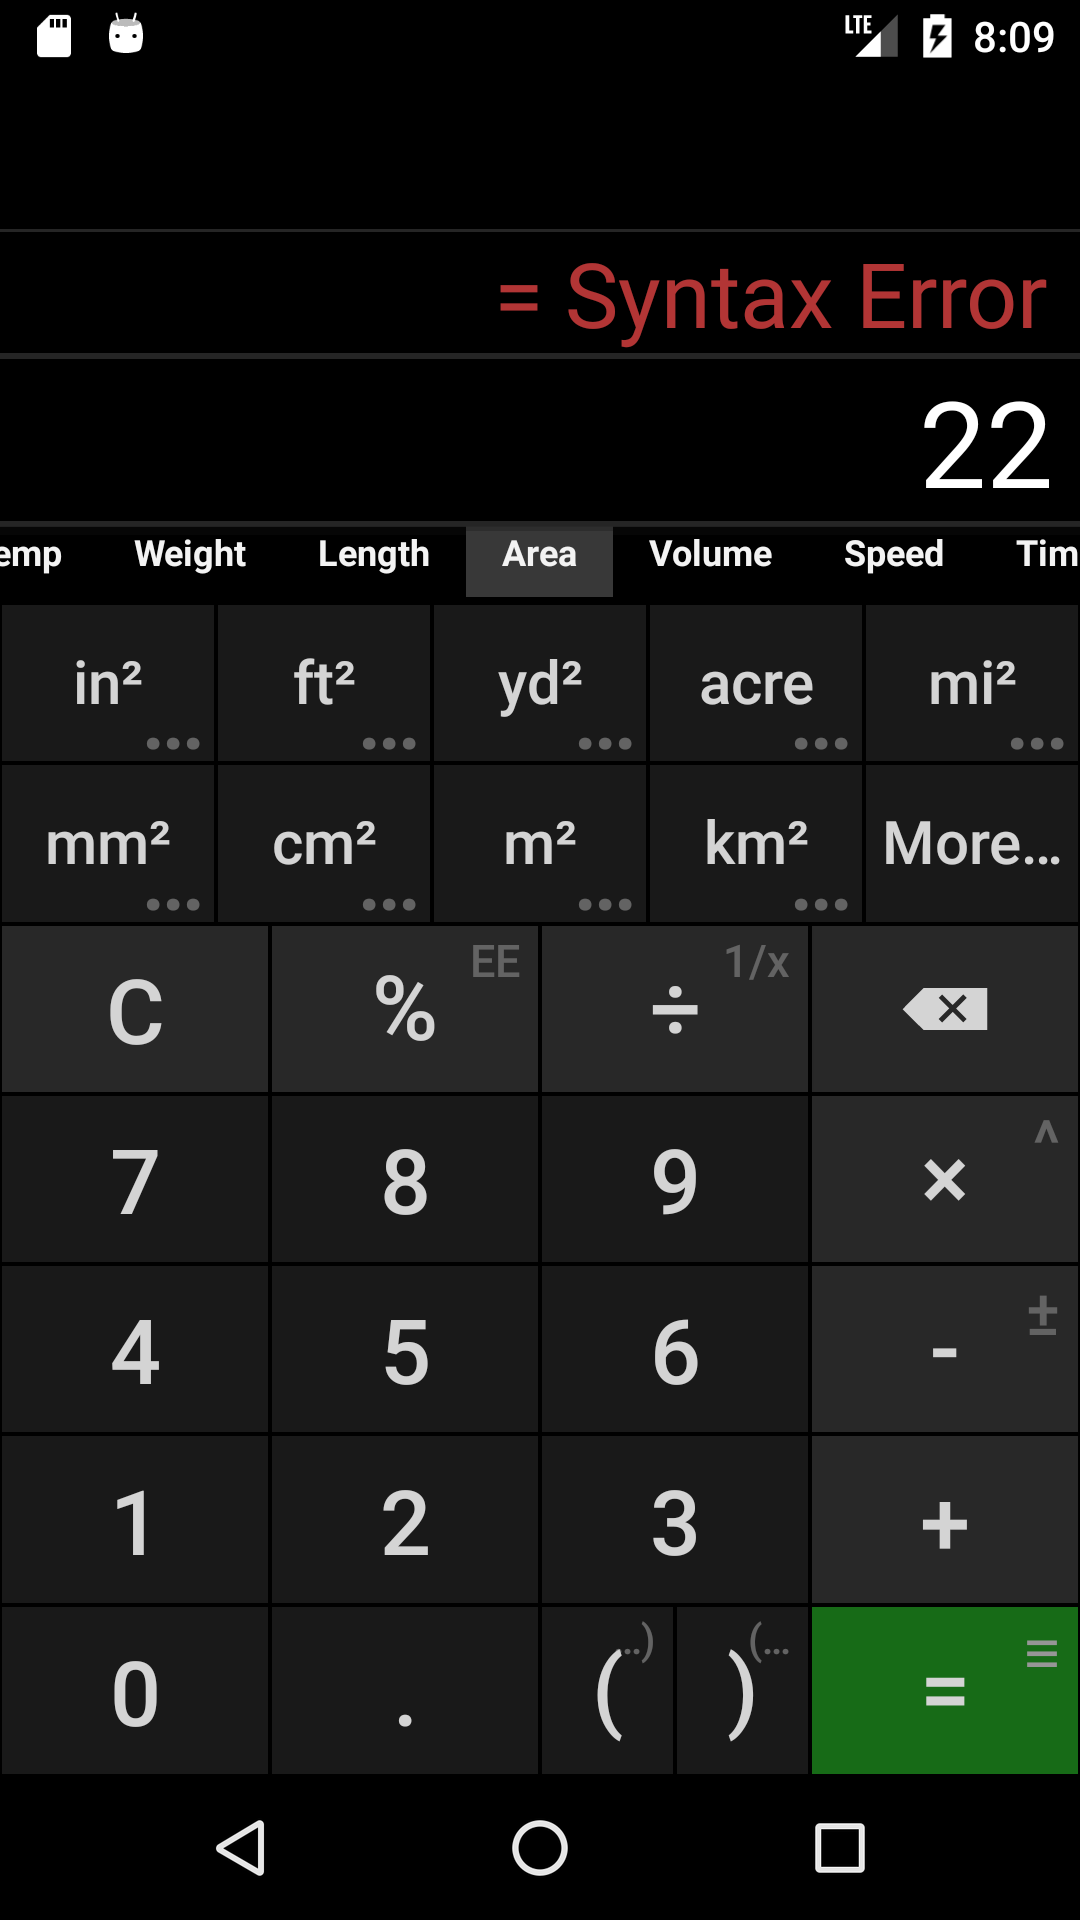 LTE 8:09
= Syntax Error
22
emp Weight Length Area Volume Speed Tim
in² ft² yd² acre mi²
mm² cm² m² km² More...
C % EE ÷ 1/x
7 8 9 × ^
4 5 6 - ±
1 2 3 +
0 . ( ..) ) (... =